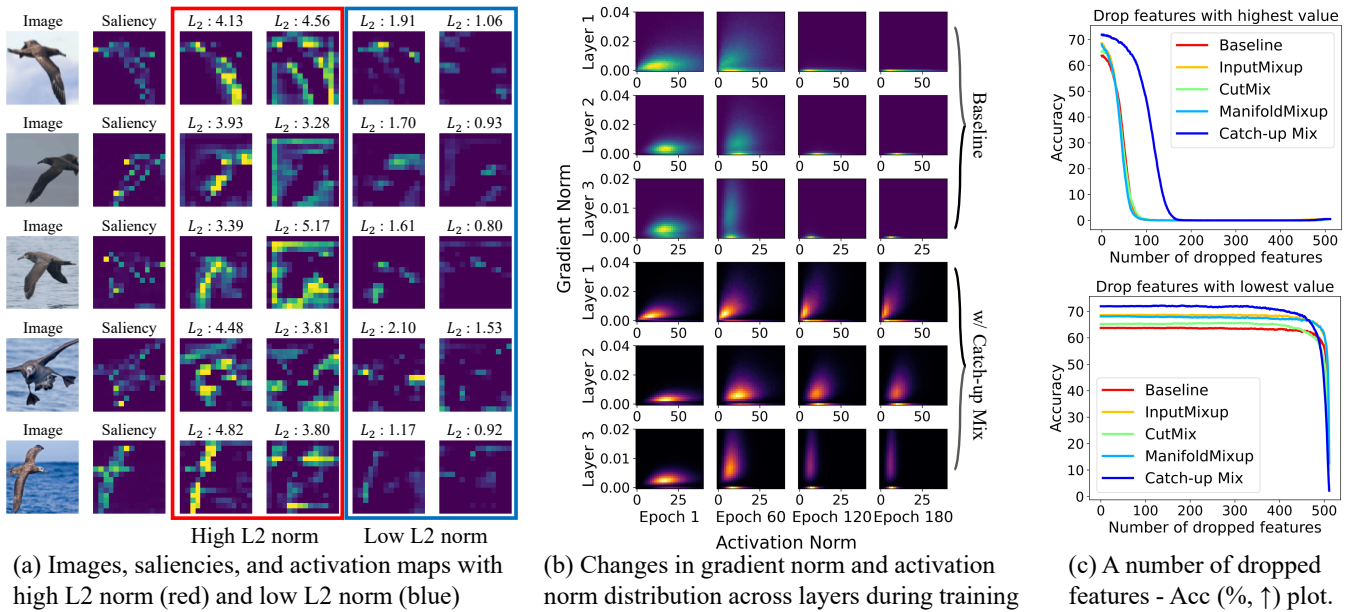 Image Saliency L₂ : 4.13 L₂ : 4.56 L₂ : 1.91 L₂ : 1.06
Image Saliency L₂ : 3.93 L₂ : 3.28 L₂ : 1.70 L₂ : 0.93
Image Saliency L₂ : 3.39 L₂ : 5.17 L₂ : 1.61 L₂ : 0.80
Image Saliency L₂ : 4.48 L₂ : 3.81 L₂ : 2.10 L₂ : 1.53
Image Saliency L₂ : 4.82 L₂ : 3.80 L₂ : 1.17 L₂ : 0.92
High L2 norm Low L2 norm
(a) Images, saliencies, and activation maps with
high L2 norm (red) and low L2 norm (blue)
Gradient Norm
Layer 1
0.04
0.02
0.00
0 50 0 50 0 50 0 50
Layer 2
0.04
0.02
0.00
0 50 0 50 0 50 0 50
Layer 3
0.02
0.01
0.00
0 25 0 25 0 25 0 25
Baseline
Layer 1
0.04
0.02
0.00
0 50 0 50 0 50 0 50
Layer 2
0.04
0.02
0.00
0 50 0 50 0 50 0 50
Layer 3
0.02
0.01
0.00
0 25 0 25 0 25 0 25
w/ Catch-up Mix
Epoch 1 Epoch 60 Epoch 120 Epoch 180
Activation Norm
(b) Changes in gradient norm and activation
norm distribution across layers during training
Drop features with highest value
Accuracy
70
60
50
40
30
20
10
0
Baseline
InputMixup
CutMix
ManifoldMixup
Catch-up Mix
0 100 200 300 400 500
Number of dropped features
Drop features with lowest value
Accuracy
70
60
50
40
30
20
10
0
Baseline
InputMixup
CutMix
ManifoldMixup
Catch-up Mix
0 100 200 300 400 500
Number of dropped features
(c) A number of dropped
features - Acc (%, ↑) plot.